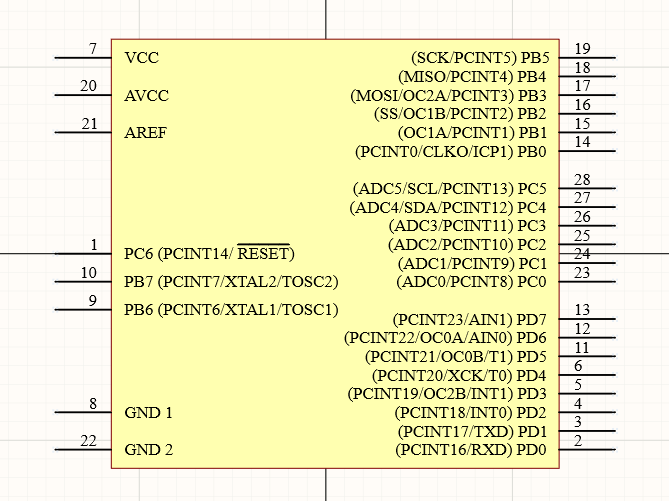 7 VCC
20 AVCC
21 AREF
1 PC6 (PCINT14/ RESET)
10 PB7 (PCINT7/XTAL2/TOSC2)
9 PB6 (PCINT6/XTAL1/TOSC1)
8 GND 1
22 GND 2
(SCK/PCINT5) PB5 19
(MISO/PCINT4) PB4 18
(MOSI/OC2A/PCINT3) PB3 17
(SS/OC1B/PCINT2) PB2 16
(OC1A/PCINT1) PB1 15
(PCINT0/CLKO/ICP1) PB0 14
(ADC5/SCL/PCINT13) PC5 28
(ADC4/SDA/PCINT12) PC4 27
(ADC3/PCINT11) PC3 26
(ADC2/PCINT10) PC2 25
(ADC1/PCINT9) PC1 24
(ADC0/PCINT8) PC0 23
(PCINT23/AIN1) PD7 13
(PCINT22/OC0A/AIN0) PD6 12
(PCINT21/OC0B/T1) PD5 11
(PCINT20/XCK/T0) PD4 6
(PCINT19/OC2B/INT1) PD3 5
(PCINT18/INT0) PD2 4
(PCINT17/TXD) PD1 3
(PCINT16/RXD) PD0 2